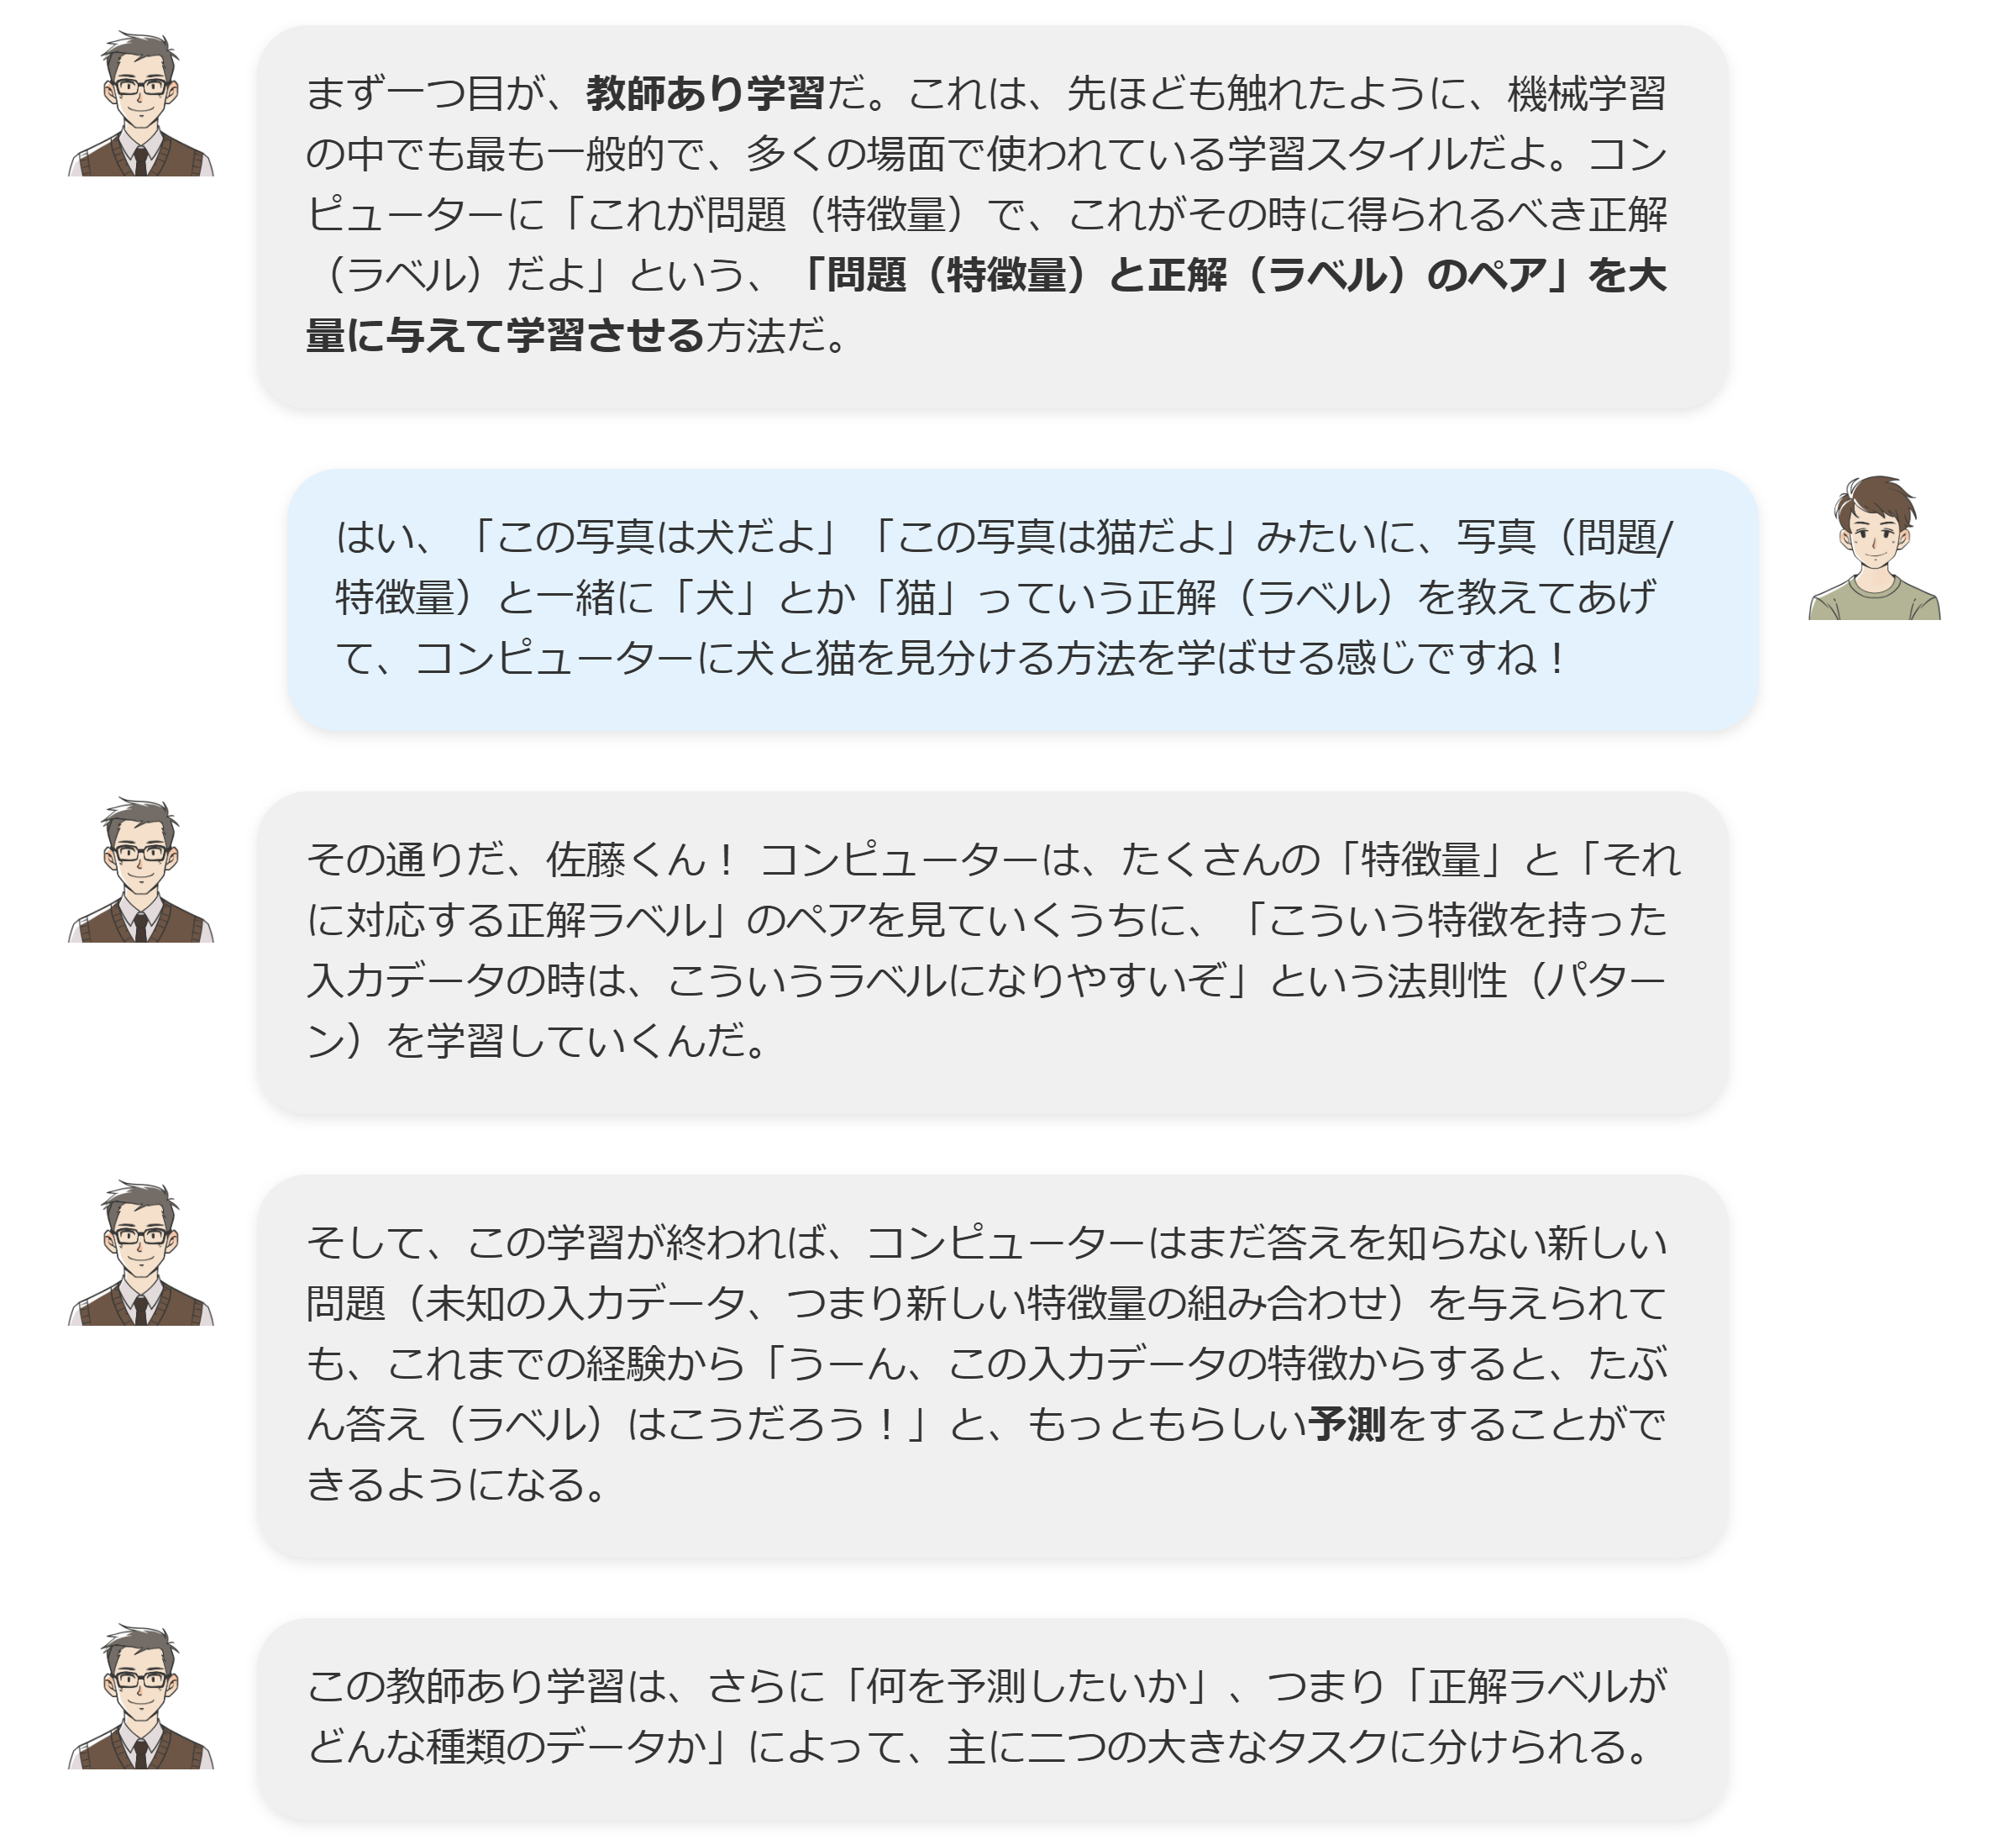 まず一つ目が、教師あり学習だ。これは、先ほども触れたように、機械学習
の中でも最も一般的で、多くの場面で使われている学習スタイルだよ。コン
ピューターに「これが問題（特徴量）で、これがその時に得られるべき正解
（ラベル）だよ」という、「問題（特徴量）と正解（ラベル）のペア」を大
量に与えて学習させる方法だ。
はい、「この写真は犬だよ」「この写真は猫だよ」みたいに、写真（問題/
特徴量）と一緒に「犬」とか「猫」っていう正解（ラベル）を教えてあげ
て、コンピューターに犬と猫を見分ける方法を学ばせる感じですね！
その通りだ、佐藤くん！ コンピューターは、たくさんの「特徴量」と「それ
に対応する正解ラベル」のペアを見ていくうちに、「こういう特徴を持った
入力データの時は、こういうラベルになりやすいぞ」という法則性（パター
ン）を学習していくんだ。
そして、この学習が終われば、コンピューターはまだ答えを知らない新しい
問題（未知の入力データ、つまり新しい特徴量の組み合わせ）を与えられて
も、これまでの経験から「うーん、この入力データの特徴からすると、たぶ
ん答え（ラベル）はこうだろう！」と、もっともらしい予測をすることがで
きるようになる。
この教師あり学習は、さらに「何を予測したいか」、つまり「正解ラベルが
どんな種類のデータか」によって、主に二つの大きなタスクに分けられる。